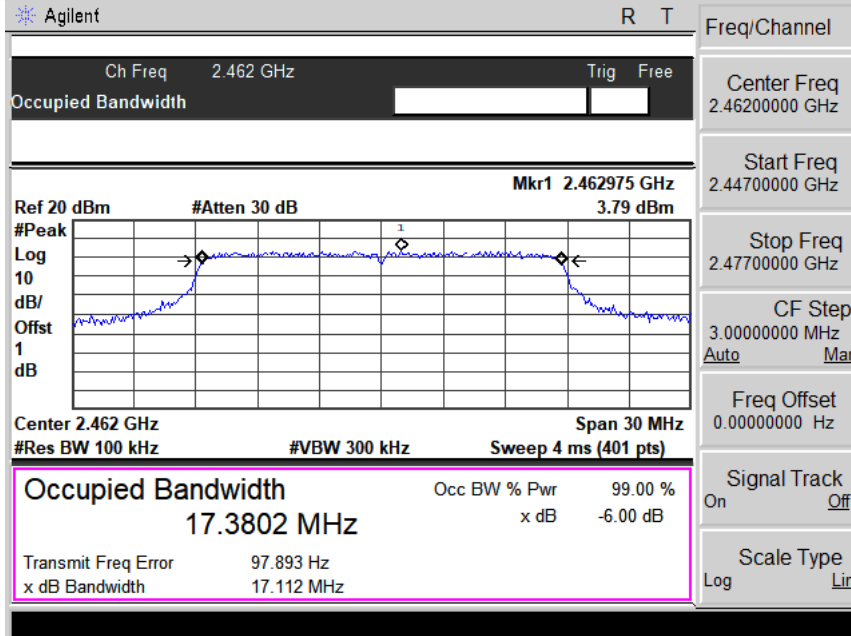 Agilent R T
Ch Freq 2.462 GHz Trig Free
Occupied Bandwidth
Mkr1 2.462975 GHz
Ref 20 dBm #Atten 30 dB 3.79 dBm
#Peak
Log
10
dB/
Offst
1
dB
1
Center 2.462 GHz Span 30 MHz
#Res BW 100 kHz #VBW 300 kHz Sweep 4 ms (401 pts)
Occupied Bandwidth Occ BW % Pwr 99.00 %
17.3802 MHz x dB -6.00 dB
Transmit Freq Error 97.893 Hz
x dB Bandwidth 17.112 MHz
Freq/Channel
Center Freq
2.46200000 GHz
Start Freq
2.44700000 GHz
Stop Freq
2.47700000 GHz
CF Step
3.00000000 MHz
Auto Mar
Freq Offset
0.00000000 Hz
Signal Track
On Off
Scale Type
Log Lin